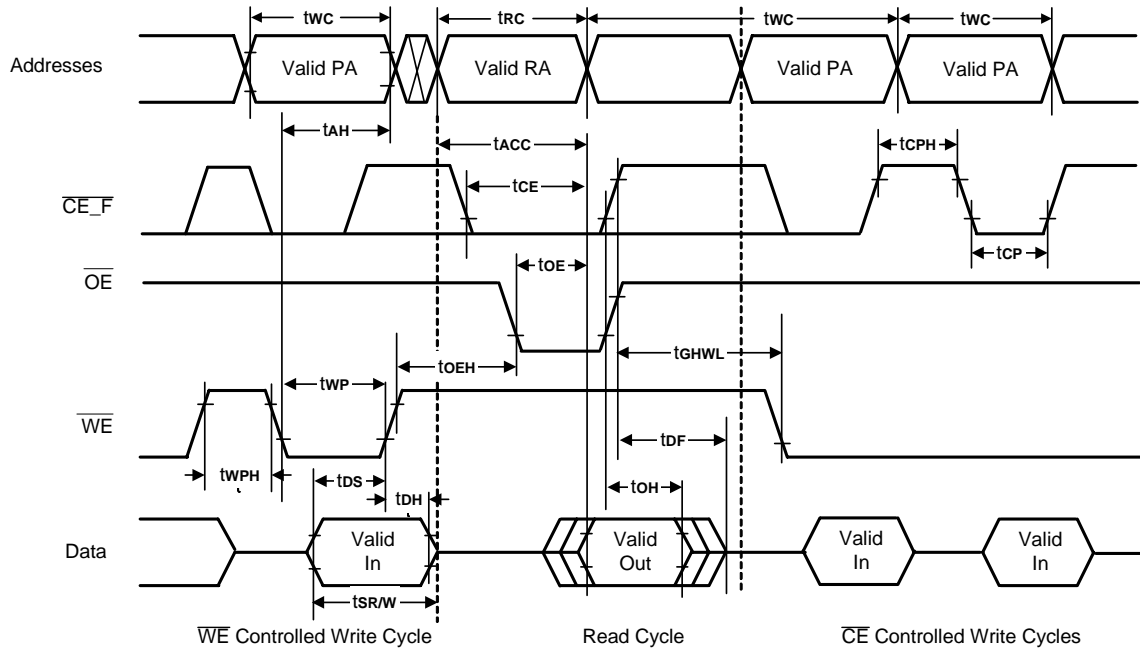 tWC
tRC
tWC
tWC
Addresses
Valid PA
Valid RA
Valid PA
Valid PA
tAH
tACC
tCPH
tCE
CE_F
tCP
tOE
OE
tGHWL
tOEH
tWP
WE
tDF
tWPH
tDS
tDH
tOH
Data
Valid
In
Valid
Out
Valid
In
Valid
In
tSR/W
WE Controlled Write Cycle
Read Cycle
CE Controlled Write Cycles